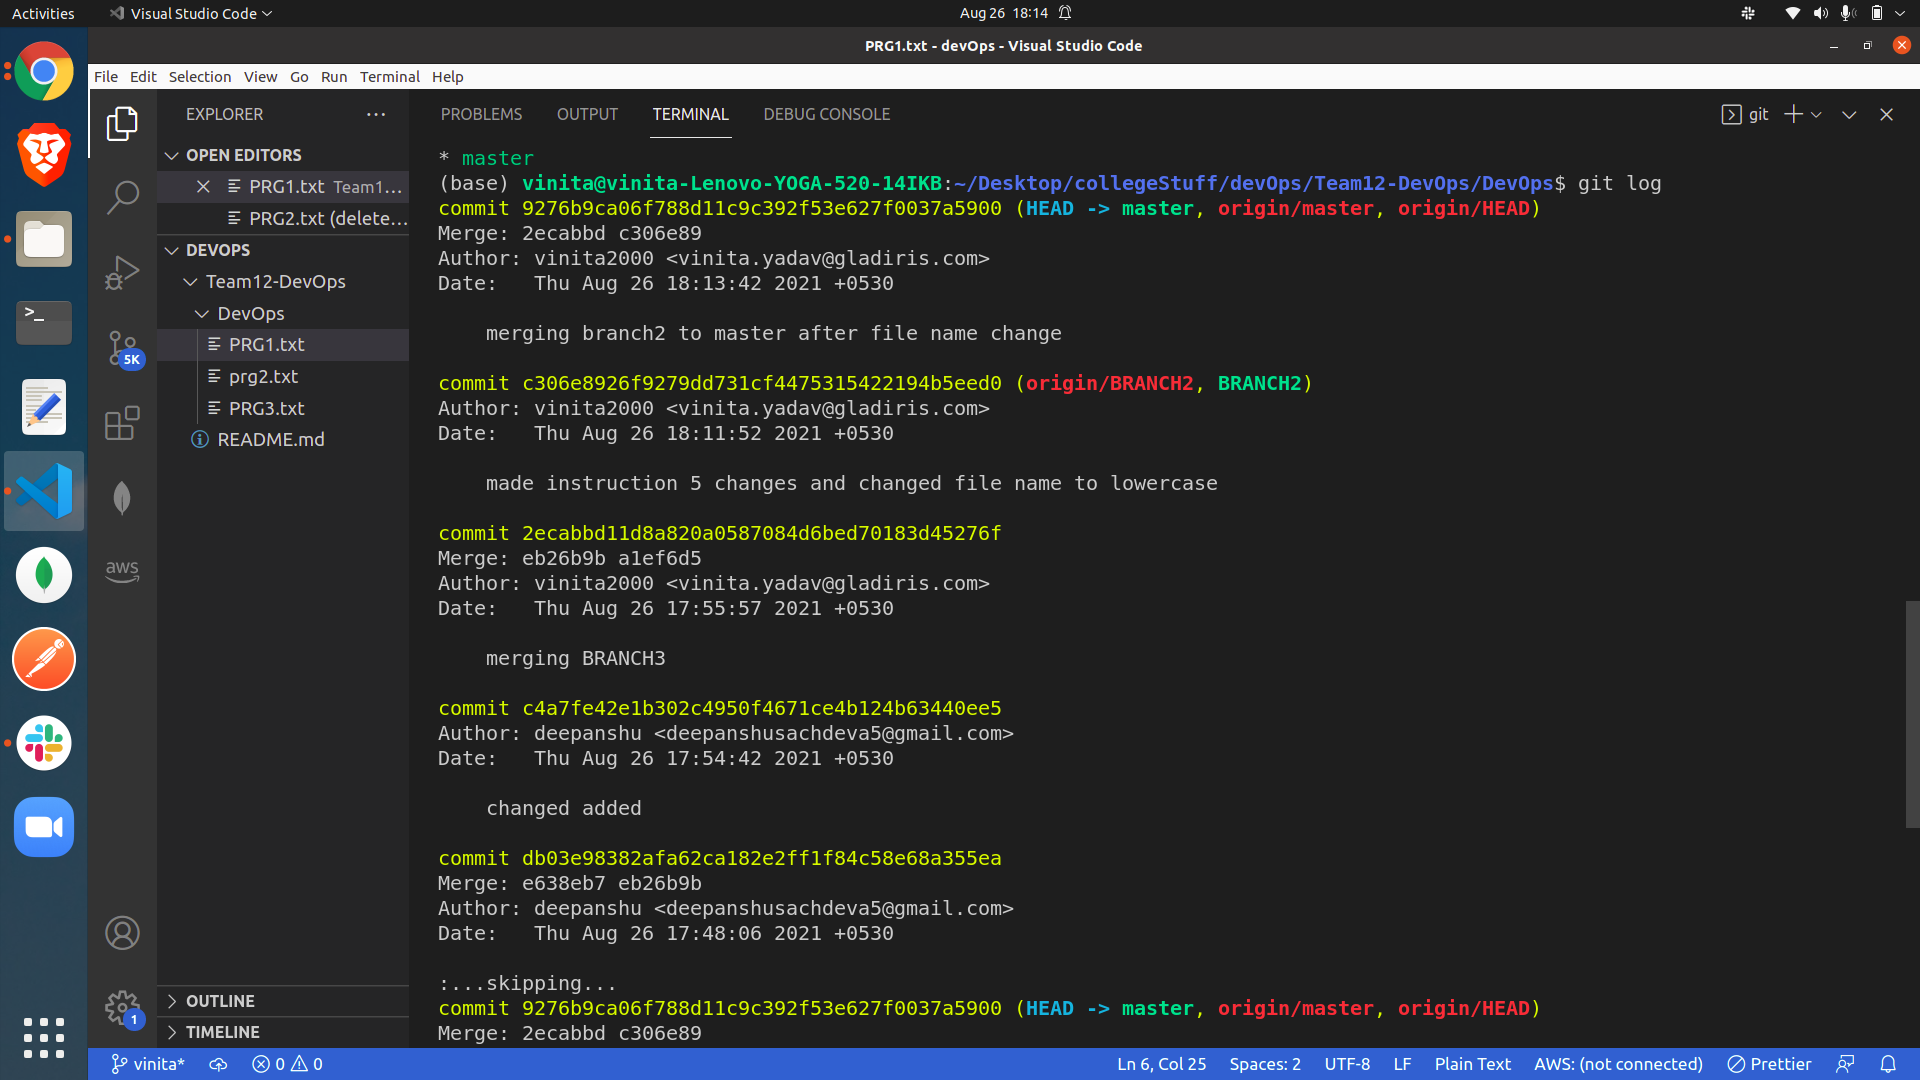 Activities
Visual Studio Code
Aug 26 18:14
PRG1.txt - devOps - Visual Studio Code
File Edit Selection View Go Run Terminal Help
EXPLORER
OPEN EDITORS
PRG1.txt Team1...
PRG2.txt (delete...
DEVOPS
Team12-DevOps
DevOps
PRG1.txt
prg2.txt
PRG3.txt
README.md
OUTLINE
TIMELINE
5K
aws
1
PROBLEMS OUTPUT TERMINAL DEBUG CONSOLE
git
* master
(base) vinita@vinita-Lenovo-YOGA-520-14IKB:~/Desktop/collegeStuff/devOps/Team12-DevOps/DevOps$ git log
commit 9276b9ca06f788d11c9c392f53e627f0037a5900 (HEAD -> master, origin/master, origin/HEAD)
Merge: 2ecabbd c306e89
Author: vinita2000 <vinita.yadav@gladiris.com>
Date:   Thu Aug 26 18:13:42 2021 +0530
merging branch2 to master after file name change
commit c306e8926f9279dd731cf4475315422194b5eed0 (origin/BRANCH2, BRANCH2)
Author: vinita2000 <vinita.yadav@gladiris.com>
Date:   Thu Aug 26 18:11:52 2021 +0530
made instruction 5 changes and changed file name to lowercase
commit 2ecabbd11d8a820a0587084d6bed70183d45276f
Merge: eb26b9b a1ef6d5
Author: vinita2000 <vinita.yadav@gladiris.com>
Date:   Thu Aug 26 17:55:57 2021 +0530
merging BRANCH3
commit c4a7fe42e1b302c4950f4671ce4b124b63440ee5
Author: deepanshu <deepanshusachdeva5@gmail.com>
Date:   Thu Aug 26 17:54:42 2021 +0530
changed added
commit db03e98382afa62ca182e2ff1f84c58e68a355ea
Merge: e638eb7 eb26b9b
Author: deepanshu <deepanshusachdeva5@gmail.com>
Date:   Thu Aug 26 17:48:06 2021 +0530
:...skipping...
commit 9276b9ca06f788d11c9c392f53e627f0037a5900 (HEAD -> master, origin/master, origin/HEAD)
Merge: 2ecabbd c306e89
vinita* 0 0
Ln 6, Col 25 Spaces: 2 UTF-8 LF Plain Text AWS: (not connected) Prettier